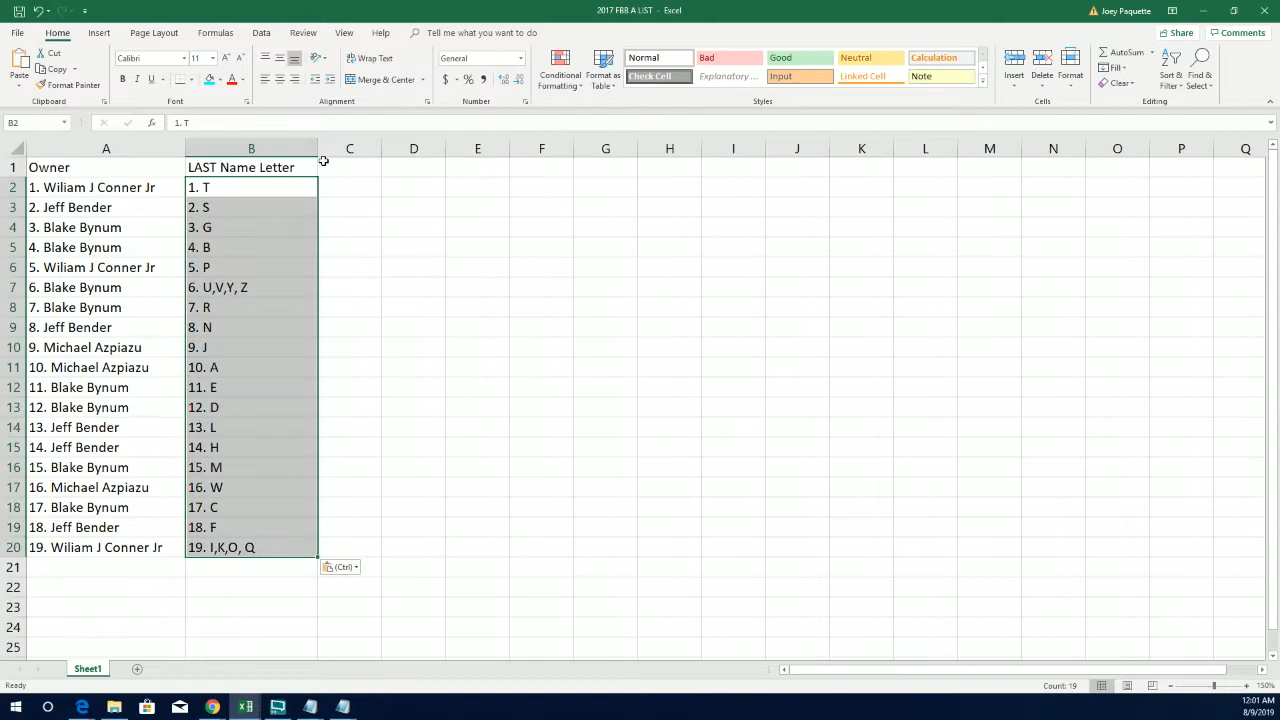 2017 FBB A LIST - Excel
Joey Paquette
File Home Insert Page Layout Formulas Data Review View Help Tell me what you want to do
Share Comments
Paste Cut Copy Format Painter
Calibri 11 A A
B I U
Wrap Text
Merge & Center
General
$ %
Conditional Formatting Format as Table
Normal Bad Good Neutral Calculation
Check Cell Explanatory ... Input Linked Cell Note
Insert Delete Format
AutoSum Fill Clear
Sort & Filter Find & Select
Clipboard Font Alignment Number Styles Cells Editing
B2 fx 1. T
A B C D E F G H I J K L M N O P Q
1 Owner LAST Name Letter
2 1. Wiliam J Conner Jr 1. T
3 2. Jeff Bender 2. S
4 3. Blake Bynum 3. G
5 4. Blake Bynum 4. B
6 5. Wiliam J Conner Jr 5. P
7 6. Blake Bynum 6. U,V,Y, Z
8 7. Blake Bynum 7. R
9 8. Jeff Bender 8. N
10 9. Michael Azpiazu 9. J
11 10. Michael Azpiazu 10. A
12 11. Blake Bynum 11. E
13 12. Blake Bynum 12. D
14 13. Jeff Bender 13. L
15 14. Jeff Bender 14. H
16 15. Blake Bynum 15. M
17 16. Michael Azpiazu 16. W
18 17. Blake Bynum 17. C
19 18. Jeff Bender 18. F
20 19. Wiliam J Conner Jr 19. I,K,O, Q
21 (Ctrl)
22
23
24
25
Sheet1
Ready Count: 19 150%
12:01 AM
8/9/2019